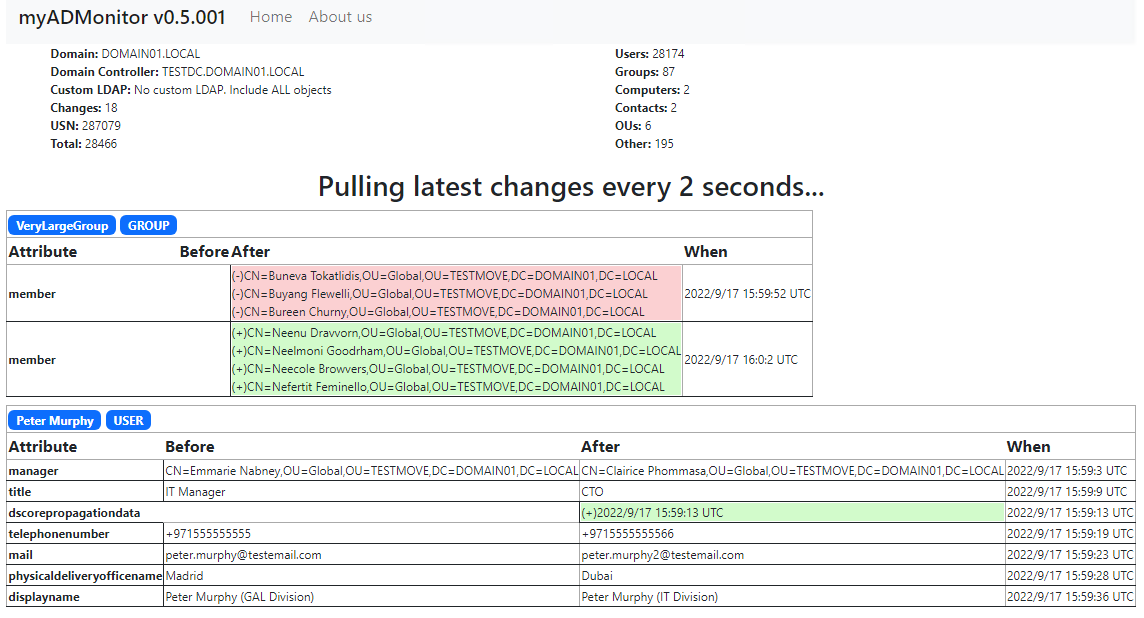 myADMonitor v0.5.001 Home About us
Domain: DOMAIN01.LOCAL
Domain Controller: TESTDC.DOMAIN01.LOCAL
Custom LDAP: No custom LDAP. Include ALL objects
Changes: 18
USN: 287079
Total: 28466
Users: 28174
Groups: 87
Computers: 2
Contacts: 2
OUs: 6
Other: 195
Pulling latest changes every 2 seconds...
VeryLargeGroup GROUP
Attribute Before After When
member
(-)CN=Buneva Tokatlidis,OU=Global,OU=TESTMOVE,DC=DOMAIN01,DC=LOCAL
(-)CN=Buyang Flewelli,OU=Global,OU=TESTMOVE,DC=DOMAIN01,DC=LOCAL
(-)CN=Bureen Churny,OU=Global,OU=TESTMOVE,DC=DOMAIN01,DC=LOCAL
2022/9/17 15:59:52 UTC
member
(+)CN=Neenu Dravvorn,OU=Global,OU=TESTMOVE,DC=DOMAIN01,DC=LOCAL
(+)CN=Neelmoni Goodrham,OU=Global,OU=TESTMOVE,DC=DOMAIN01,DC=LOCAL
(+)CN=Neecole Browvers,OU=Global,OU=TESTMOVE,DC=DOMAIN01,DC=LOCAL
(+)CN=Nefertit Feminello,OU=Global,OU=TESTMOVE,DC=DOMAIN01,DC=LOCAL
2022/9/17 16:0:2 UTC
Peter Murphy USER
Attribute Before After When
manager CN=Emmarie Nabney,OU=Global,OU=TESTMOVE,DC=DOMAIN01,DC=LOCAL CN=Clairice Phommasa,OU=Global,OU=TESTMOVE,DC=DOMAIN01,DC=LOCAL 2022/9/17 15:59:3 UTC
title IT Manager CTO 2022/9/17 15:59:9 UTC
dscorepropagationdata (+)2022/9/17 15:59:13 UTC 2022/9/17 15:59:13 UTC
telephonenumber +971555555555 +971555555566 2022/9/17 15:59:19 UTC
mail peter.murphy@testemail.com peter.murphy2@testemail.com 2022/9/17 15:59:23 UTC
physicaldeliveryofficename Madrid Dubai 2022/9/17 15:59:28 UTC
displayname Peter Murphy (GAL Division) Peter Murphy (IT Division) 2022/9/17 15:59:36 UTC